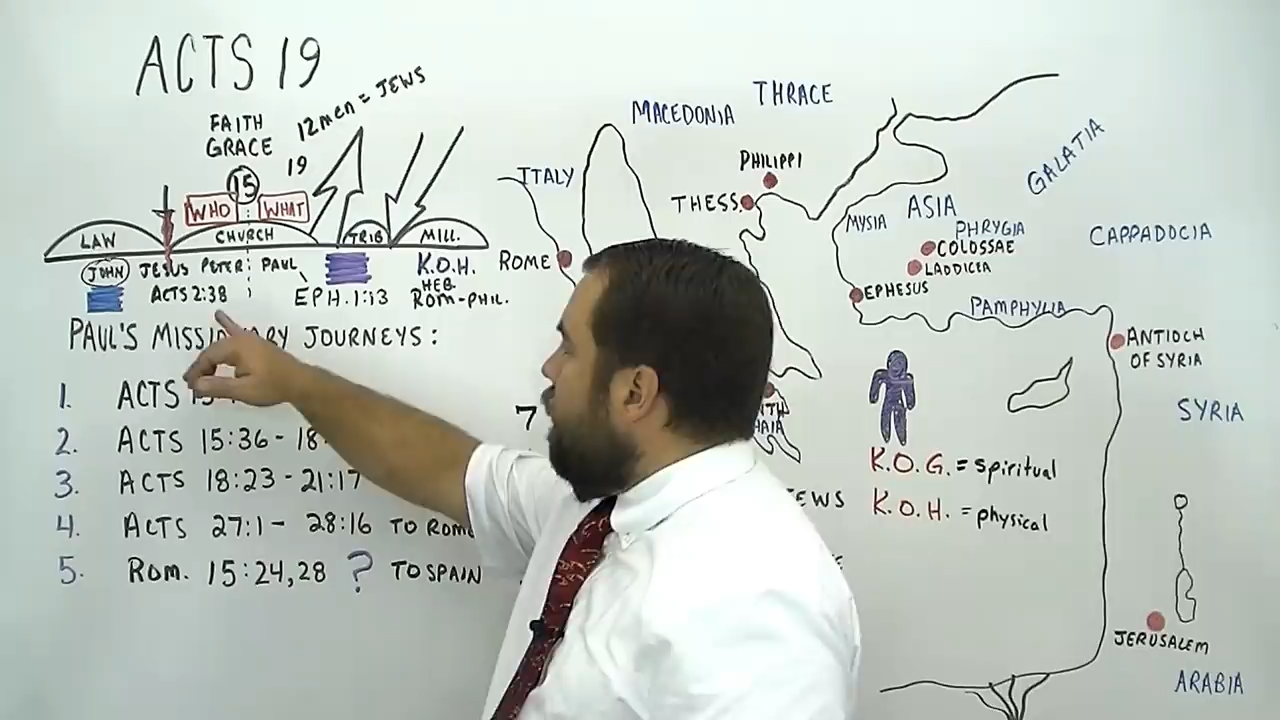 ACTS 19
FAITH
GRACE
12 men = JEWS
19
15
WHO WHAT
LAW CHURCH TRIB MILL.
JOHN JESUS PETER PAUL K.O.H.
HEB.
ACTS 2:38 EPH. 1:13 ROM-PHIL.
PAUL'S JOURNEYS:
1. ACTS
2. ACTS 15:36 - 18
3. ACTS 18:23 - 21:17
4. ACTS 27:1 - 28:16 TO ROME
5. Rom. 15:24,28 ? TO SPAIN
MACEDONIA THRACE
ITALY
PHILIPPI
THESS.
ROME
GALATIA
MYSIA ASIA
PHRYGIA
CAPPADOCIA
COLOSSAE
LAODICEA
EPHESUS
PAMPHYLIA
ANTIOCH
OF SYRIA
SYRIA
7
K.O.G. = spiritual
K.O.H. = physical
JERUSALEM
ARABIA